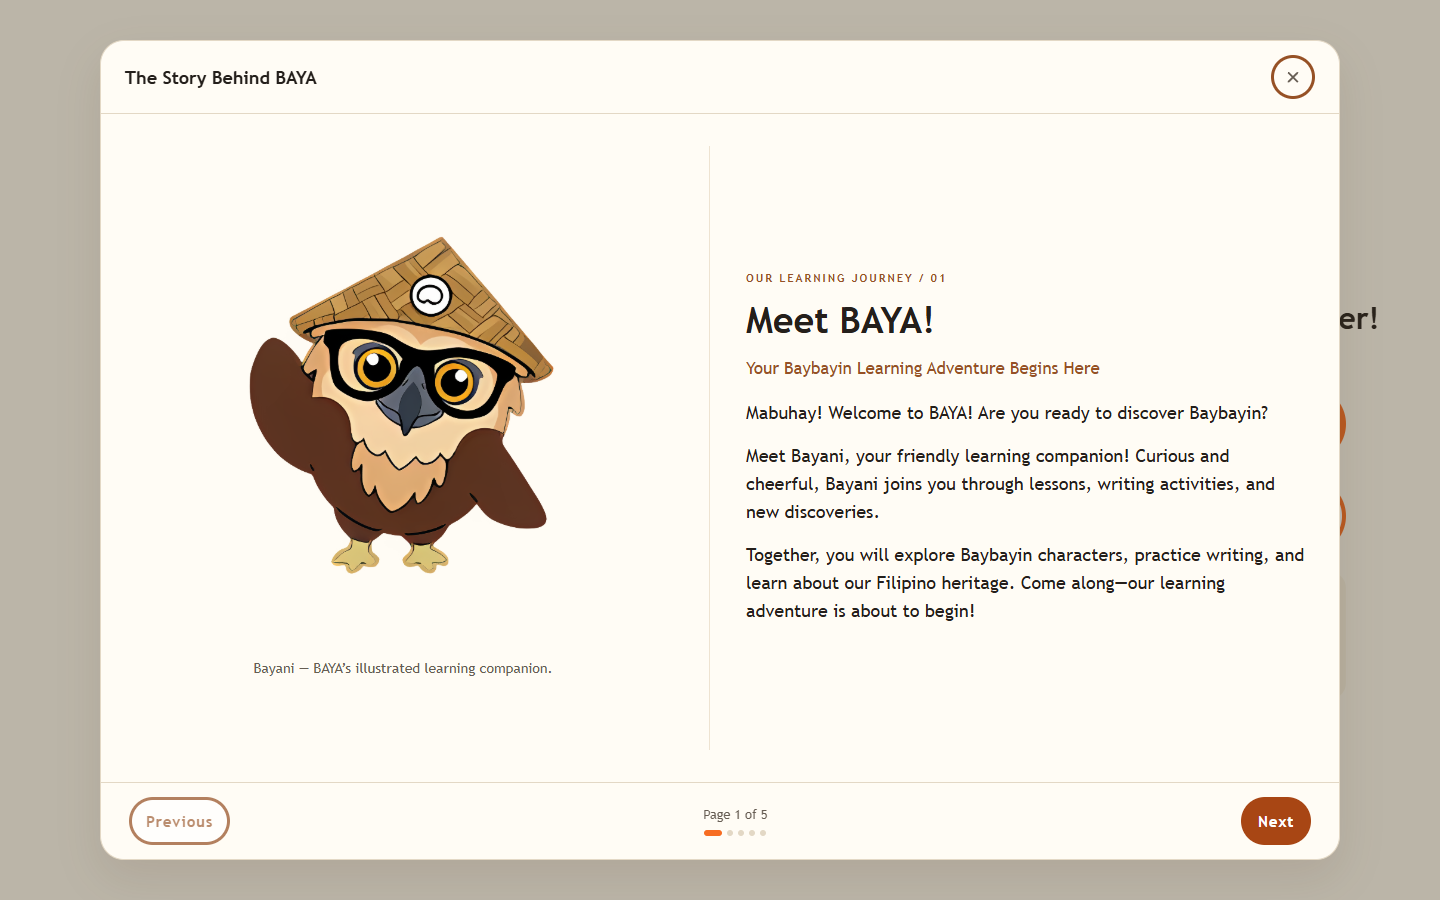 The Story Behind BAYA
OUR LEARNING JOURNEY / 01
Meet BAYA!
Your Baybayin Learning Adventure Begins Here
Mabuhay! Welcome to BAYA! Are you ready to discover Baybayin?
Meet Bayani, your friendly learning companion! Curious and
cheerful, Bayani joins you through lessons, writing activities, and
new discoveries.
Together, you will explore Baybayin characters, practice writing, and
learn about our Filipino heritage. Come along—our learning
adventure is about to begin!
Bayani — BAYA’s illustrated learning companion.
er!
Previous
Page 1 of 5
Next